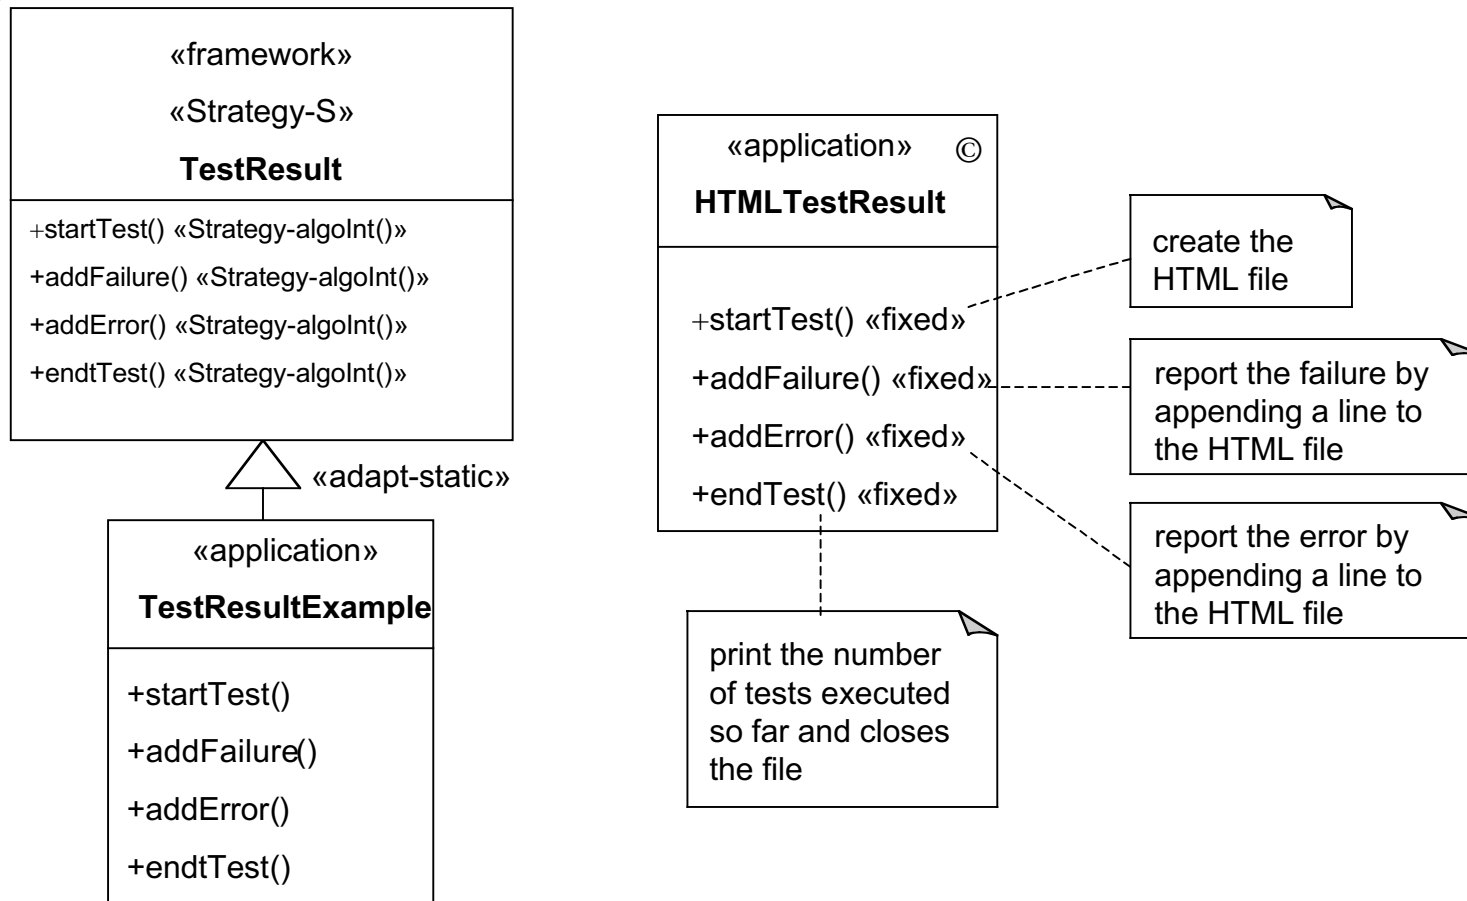 «framework»
«Strategy-S»
TestResult
+startTest() «Strategy-algoInt()»
+addFailure() «Strategy-algoInt()»
+addError() «Strategy-algoInt()»
+endtTest() «Strategy-algoInt()»
«adapt-static»
«application»
TestResultExample
+startTest()
+addFailure()
+addError()
+endtTest()
«application» ©
HTMLTestResult
+startTest() «fixed»
+addFailure() «fixed»
+addError() «fixed»
+endTest() «fixed»
create the
HTML file
report the failure by
appending a line to
the HTML file
report the error by
appending a line to
the HTML file
print the number
of tests executed
so far and closes
the file